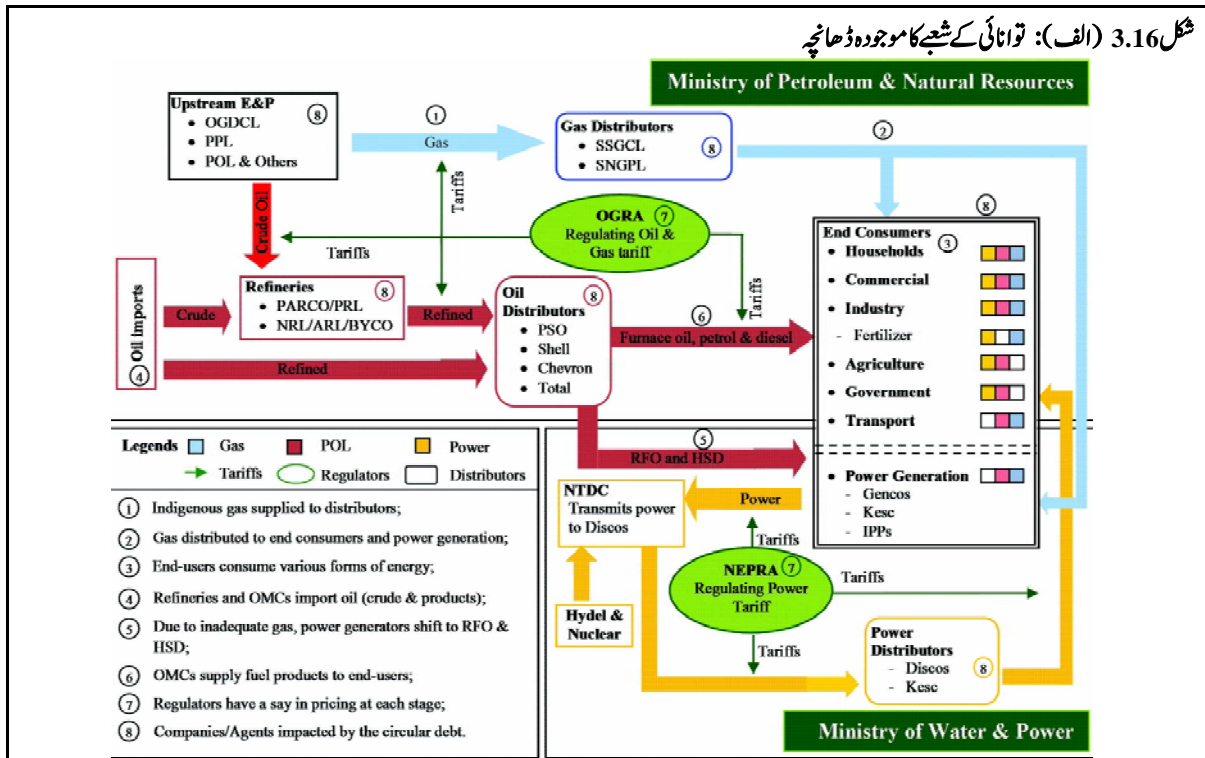 شکل 3.16 (الف): توانائی کے شعبے کا موجودہ ڈھانچہ
Ministry of Petroleum & Natural Resources
Upstream E&P
• OGDCL
• PPL
• POL & Others
8
1
Gas
Gas Distributors
• SSGCL
• SNGPL
8
2
Crude Oil
Tariffs
Tariffs
OGRA 7
Regulating Oil &
Gas tariff
Tariffs
Oil imports
4
Crude
Refineries
• PARCO/PRL
• NRL/ARL/BYCO
8
Refined
Refined
Oil
Distributors
• PSO
• Shell
• Chevron
• Total
8
6
Furnace oil, petrol & diesel
8
End Consumers
3
• Households
• Commercial
• Industry
- Fertilizer
• Agriculture
• Government
• Transport
• Power Generation
- Gencos
- Kesc
- IPPs
5
RFO and HSD
Legends Gas POL Power
Tariffs Regulators Distributors
1 Indigenous gas supplied to distributors;
2 Gas distributed to end consumers and power generation;
3 End-users consume various forms of energy;
4 Refineries and OMCs import oil (crude & products);
5 Due to inadequate gas, power generators shift to RFO &
HSD;
6 OMCs supply fuel products to end-users;
7 Regulators have a say in pricing at each stage;
8 Companies/Agents impacted by the circular debt.
NTDC
Transmits power
to Discos
Power
Tariffs
NEPRA 7
Regulating Power
Tariff
Tariffs
Tariffs
Hydel &
Nuclear
Power
Distributors
- Discos
- Kesc
8
Ministry of Water & Power